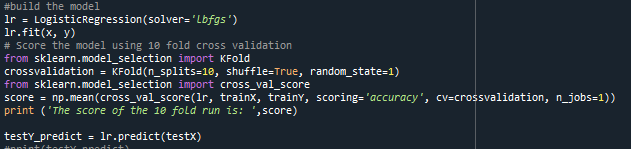 #build the model
lr = LogisticRegression(solver='lbfgs')
lr.fit(x, y)
# Score the model using 10 fold cross validation
from sklearn.model_selection import KFold
crossvalidation = KFold(n_splits=10, shuffle=True, random_state=1)
from sklearn.model_selection import cross_val_score
score = np.mean(cross_val_score(lr, trainX, trainY, scoring='accuracy', cv=crossvalidation, n_jobs=1))
print ('The score of the 10 fold run is: ',score)

testY_predict = lr.predict(testX)
#print(testY_predict)